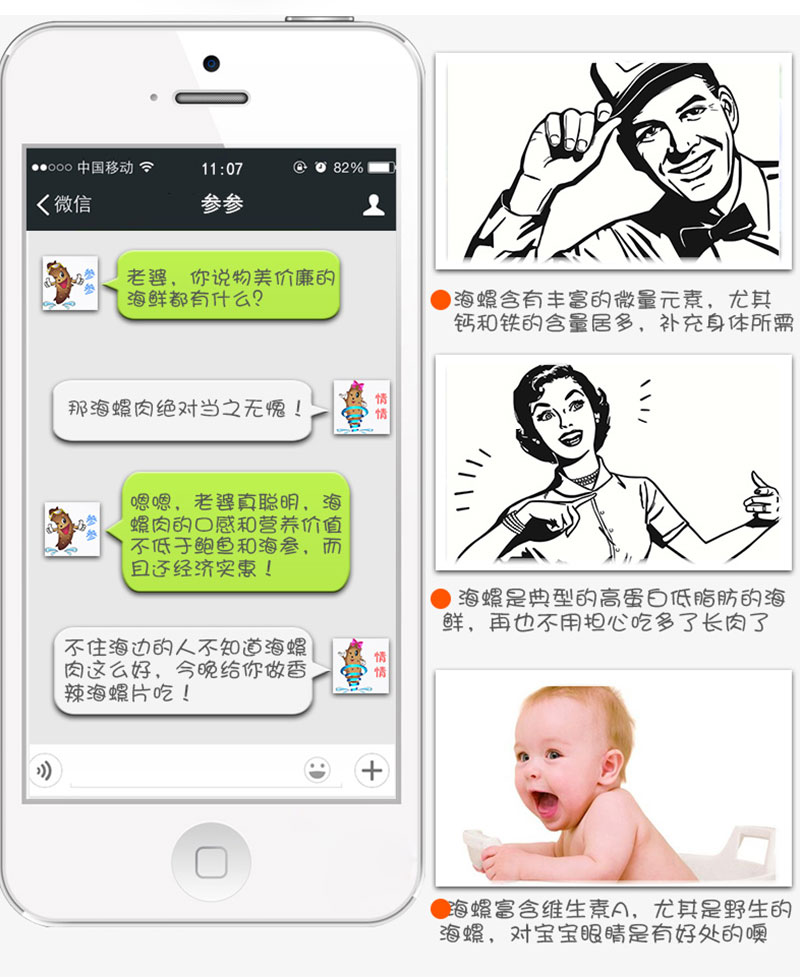 中国移动 11:07 82%
微信 参参
参参
老婆，你说物美价廉的
海鲜都有什么？
那海螺肉绝对当之无愧！
情情
参参
嗯嗯，老婆真聪明，海
螺肉的口感和营养价值
不低于鲍鱼和海参，而
且还经济实惠！
不住海边的人不知道海螺
肉这么好，今晚给你做香
辣海螺片吃！
情情
海螺含有丰富的微量元素，尤其
钙和铁的含量居多，补充身体所需
海螺是典型的高蛋白低脂肪的海
鲜，再也不用担心吃多了长肉了
海螺富含维生素A，尤其是野生的
海螺，对宝宝眼睛是有好处的噢